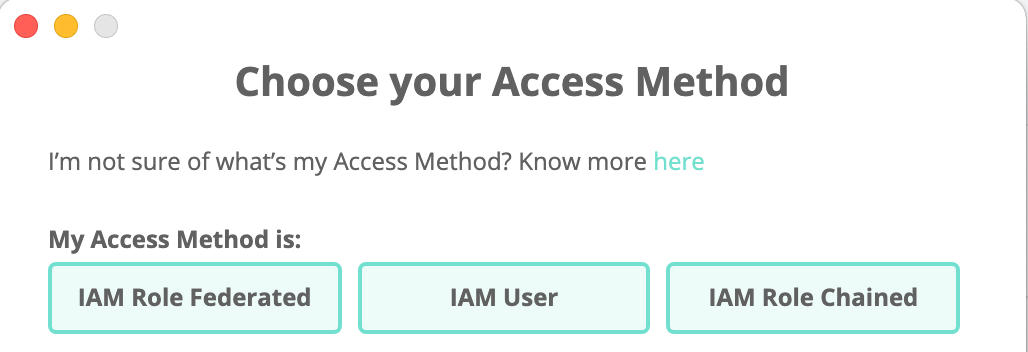 Choose your Access Method
I’m not sure of what’s my Access Method? Know more here
My Access Method is:
IAM Role Federated
IAM User
IAM Role Chained